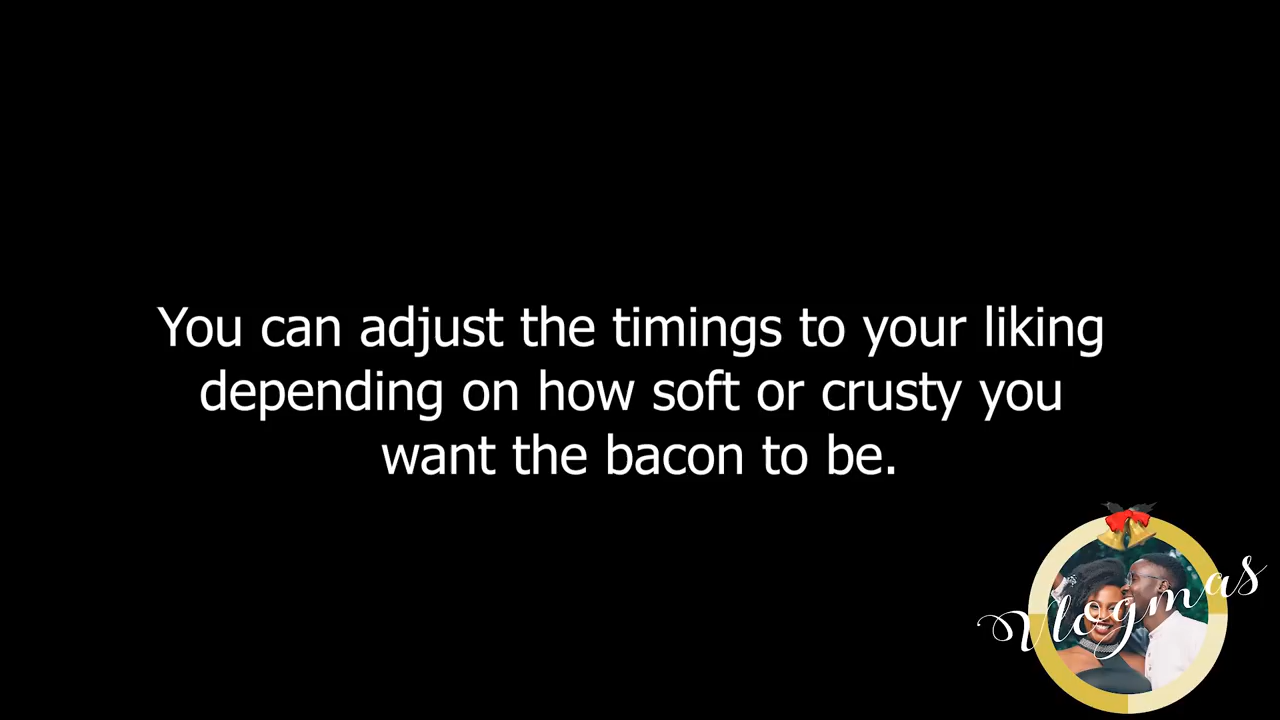 You can adjust the timings to your liking
depending on how soft or crusty you
want the bacon to be.
Vlogmas